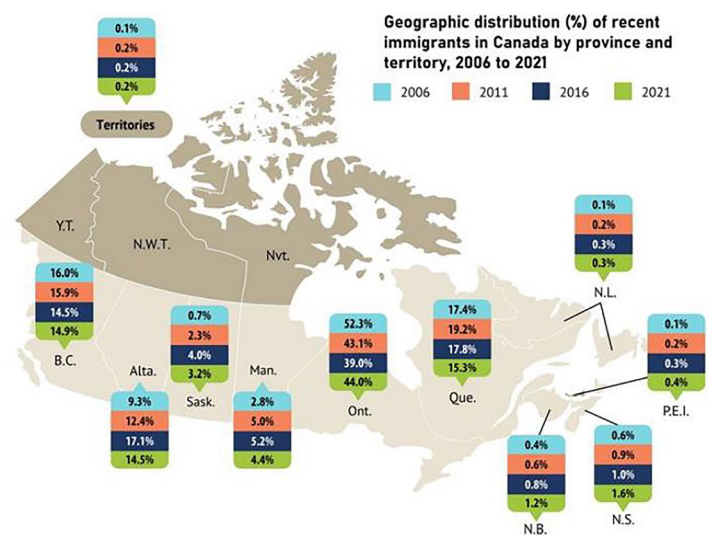 Geographic distribution (%) of recent
immigrants in Canada by province and
territory, 2006 to 2021
2006 2011 2016 2021
0.1%
0.2%
0.2%
0.2%
Territories
Y.T.
N.W.T.
Nvt.
16.0%
15.9%
14.5%
14.9%
B.C.
Alta.
9.3%
12.4%
17.1%
14.5%
0.7%
2.3%
4.0%
3.2%
Sask.
Man.
2.8%
5.0%
5.2%
4.4%
52.3%
43.1%
39.0%
44.0%
Ont.
17.4%
19.2%
17.8%
15.3%
Que.
0.1%
0.2%
0.3%
0.3%
N.L.
0.1%
0.2%
0.3%
0.4%
P.E.I.
0.4%
0.6%
0.8%
1.2%
N.B.
0.6%
0.9%
1.0%
1.6%
N.S.